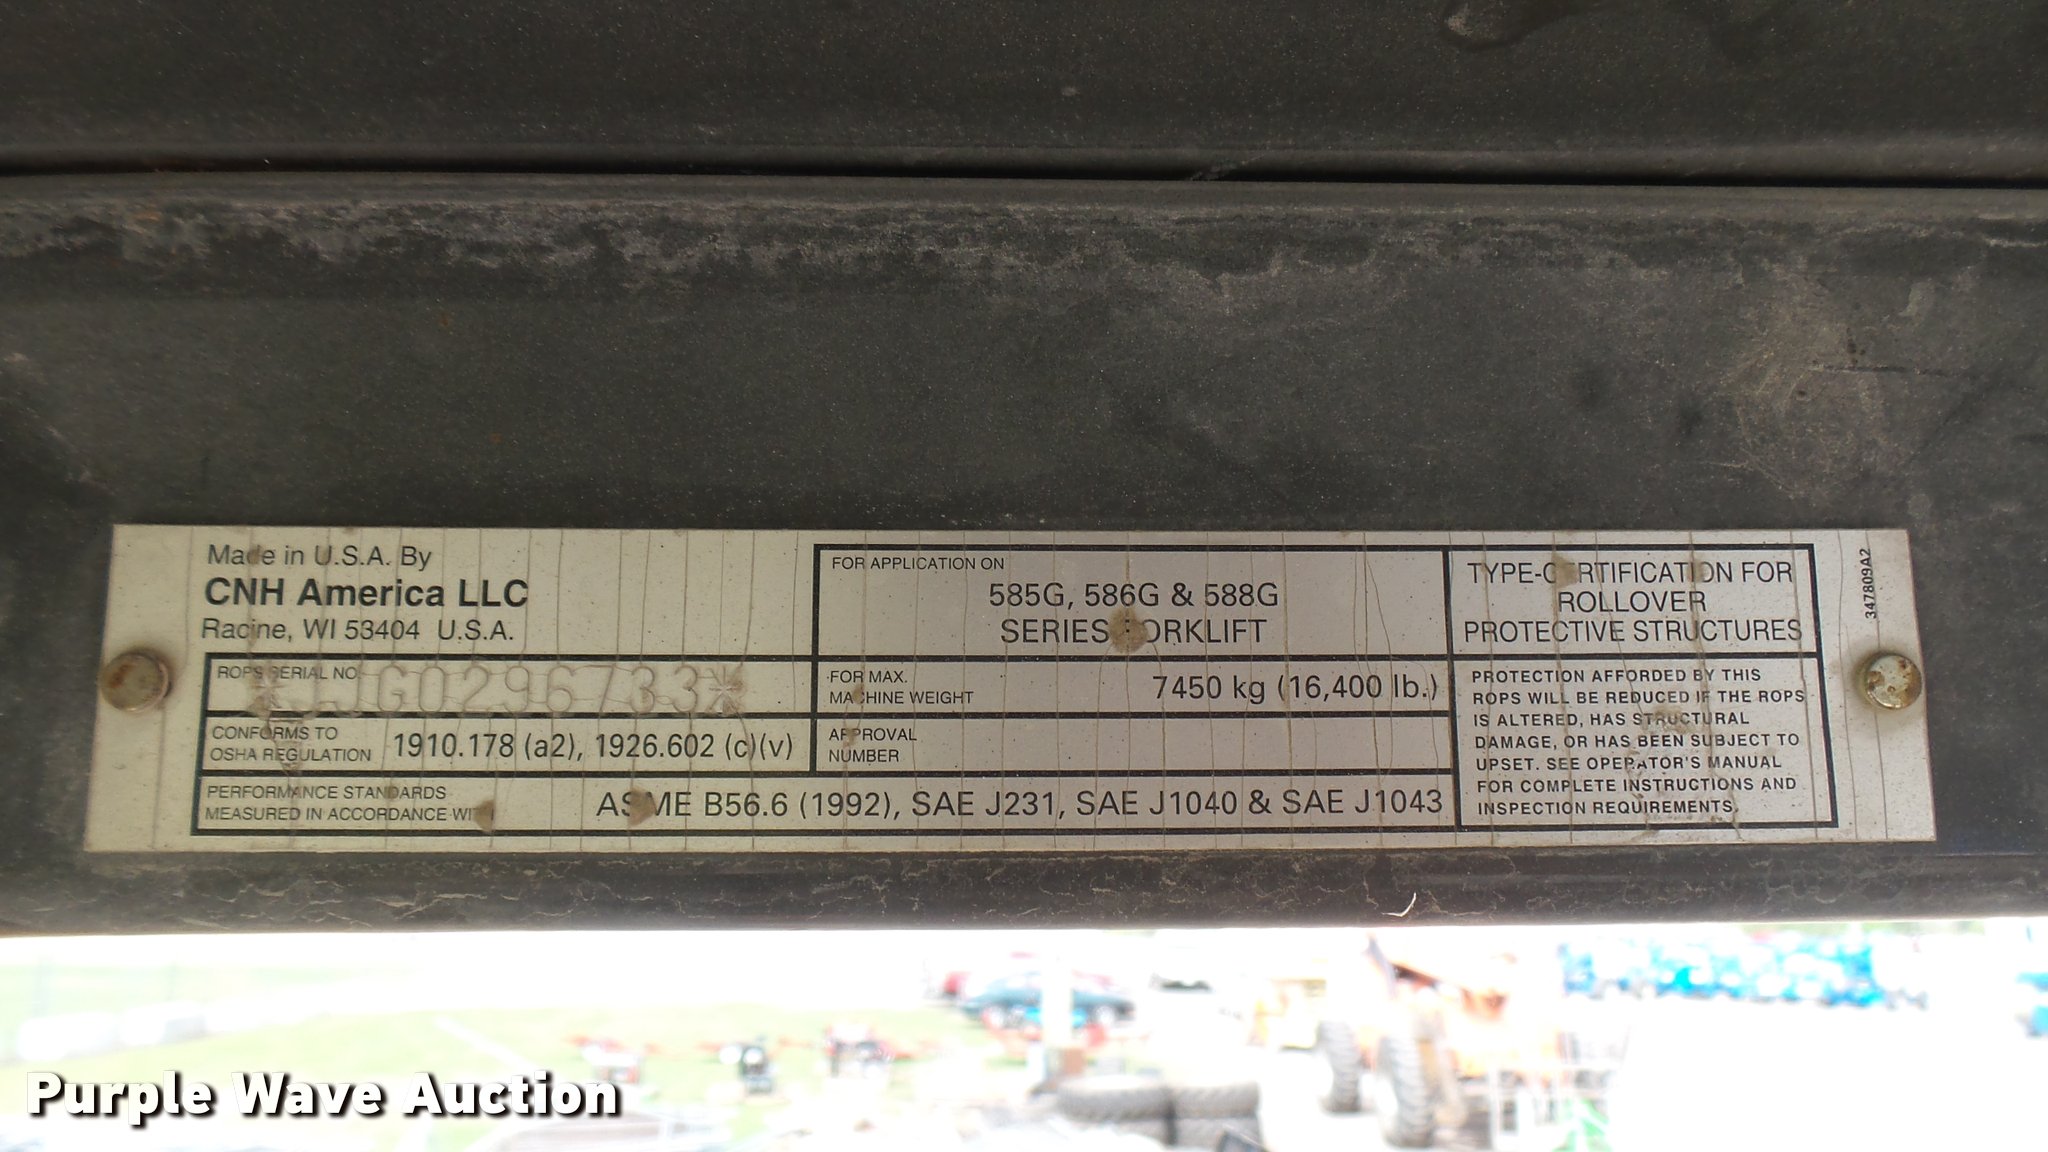 Made in U.S.A. By
CNH America LLC
Racine, WI 53404 U.S.A.
ROPS SERIAL NO.
*JJG0296733*
CONFORMS TO
OSHA REGULATION 1910.178 (a2), 1926.602 (c)(v)
PERFORMANCE STANDARDS
MEASURED IN ACCORDANCE WITH
ASME B56.6 (1992), SAE J231, SAE J1040 & SAE J1043
FOR APPLICATION ON
585G, 586G & 588G
SERIES FORKLIFT
FOR MAX.
MACHINE WEIGHT 7450 kg (16,400 lb.)
APPROVAL
NUMBER
TYPE-CERTIFICATION FOR
ROLLOVER
PROTECTIVE STRUCTURES
PROTECTION AFFORDED BY THIS
ROPS WILL BE REDUCED IF THE ROPS
IS ALTERED, HAS STRUCTURAL
DAMAGE, OR HAS BEEN SUBJECT TO
UPSET. SEE OPERATOR'S MANUAL
FOR COMPLETE INSTRUCTIONS AND
INSPECTION REQUIREMENTS.
347809A2
Purple Wave Auction